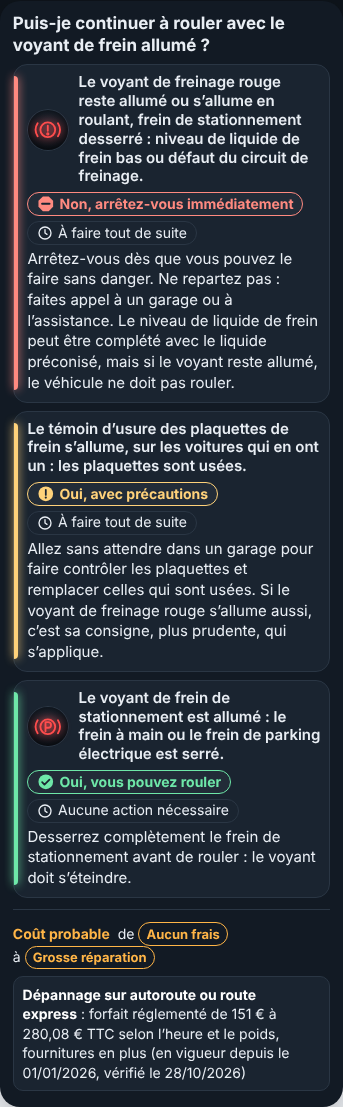 Puis-je continuer à rouler avec le
voyant de frein allumé ?
Le voyant de freinage rouge
reste allumé ou s’allume en
roulant, frein de stationnement
desserré : niveau de liquide de
frein bas ou défaut du circuit de
freinage.
Non, arrêtez-vous immédiatement
À faire tout de suite
Arrêtez-vous dès que vous pouvez le
faire sans danger. Ne repartez pas :
faites appel à un garage ou à
l’assistance. Le niveau de liquide de frein
peut être complété avec le liquide
préconisé, mais si le voyant reste allumé,
le véhicule ne doit pas rouler.
Le témoin d’usure des plaquettes de
frein s’allume, sur les voitures qui en ont
un : les plaquettes sont usées.
Oui, avec précautions
À faire tout de suite
Allez sans attendre dans un garage pour
faire contrôler les plaquettes et
remplacer celles qui sont usées. Si le
voyant de freinage rouge s’allume aussi,
c’est sa consigne, plus prudente, qui
s’applique.
P
Le voyant de frein de
stationnement est allumé : le
frein à main ou le frein de parking
électrique est serré.
Oui, vous pouvez rouler
Aucune action nécessaire
Desserrez complètement le frein de
stationnement avant de rouler : le voyant
doit s’éteindre.
Coût probable de Aucun frais
à Grosse réparation
Dépannage sur autoroute ou route
express : forfait réglementé de 151 € à
280,08 € TTC selon l’heure et le poids,
fournitures en plus (en vigueur depuis le
01/01/2026, vérifié le 28/10/2026)